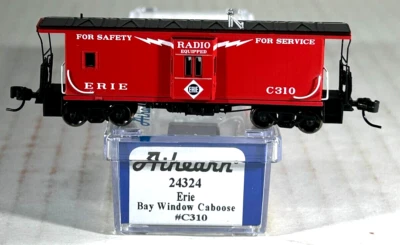 FOR SAFETY
RADIO
EQUIPPED
FOR SERVICE
ERIE
ERIE
C310
Athearn
24324
Erie
Bay Window Caboose
#C310